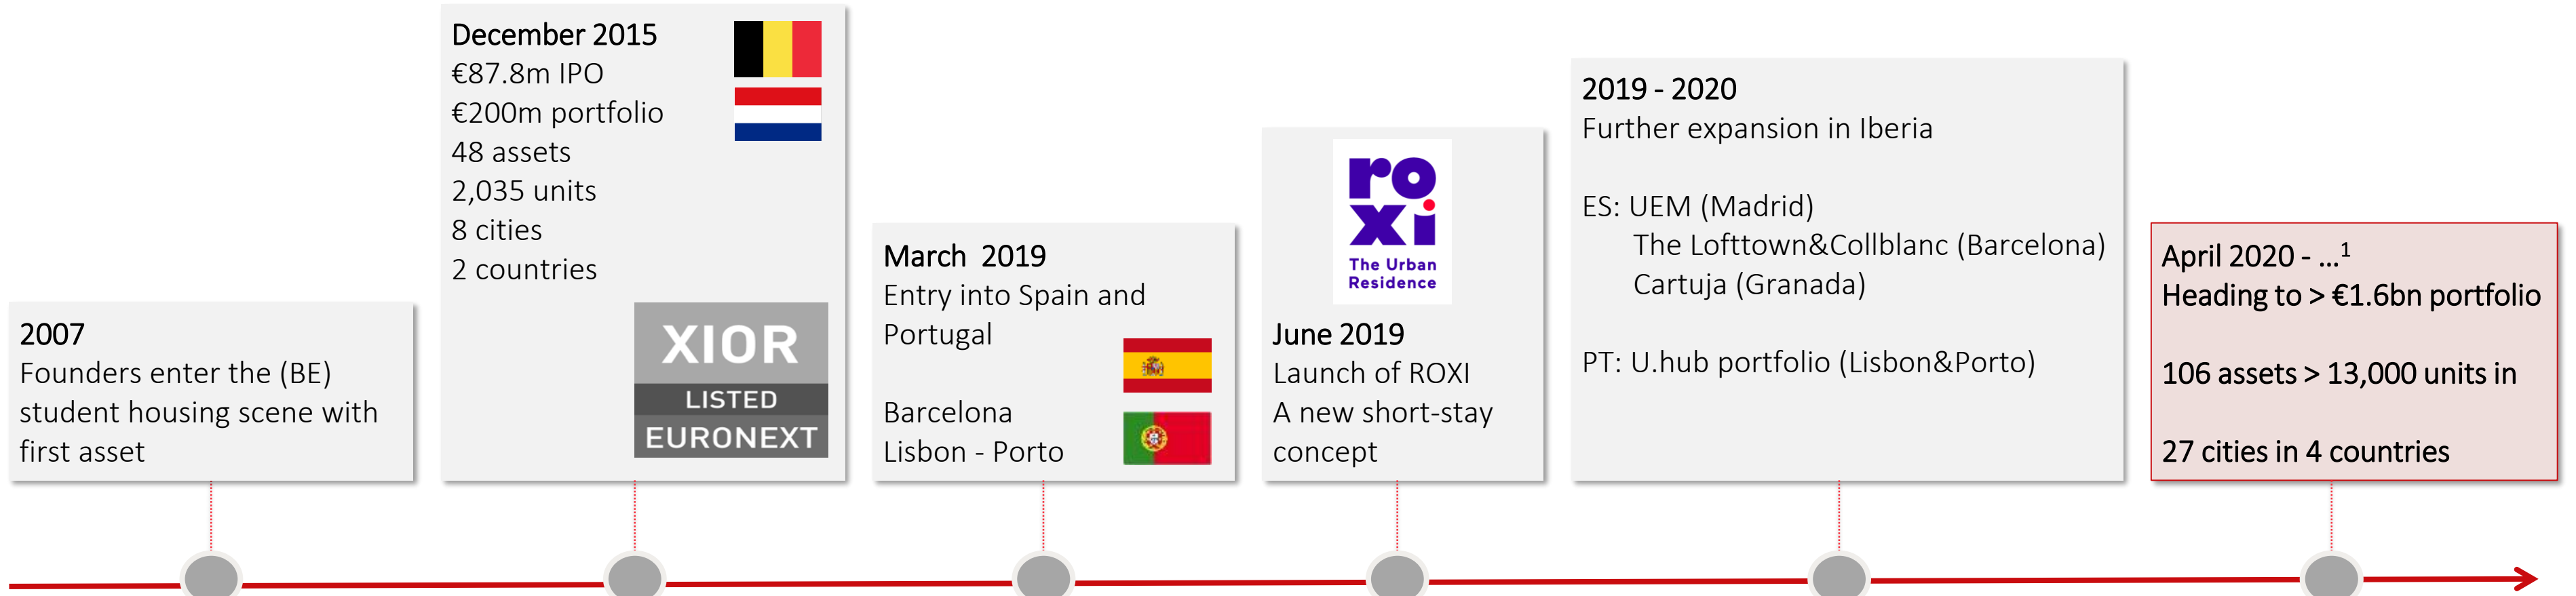 2007
Founders enter the (BE)
student housing scene with
first asset
December 2015
€87.8m IPO
€200m portfolio
48 assets
2,035 units
8 cities
2 countries
XIOR
LISTED
EURONEXT
March  2019
Entry into Spain and
Portugal
Barcelona
Lisbon - Porto
ro
xi
The Urban
Residence
June 2019
Launch of ROXI
A new short-stay
concept
2019 - 2020
Further expansion in Iberia
ES: UEM (Madrid)
The Lofttown&Collblanc (Barcelona)
Cartuja (Granada)
PT: U.hub portfolio (Lisbon&Porto)
April 2020 - …¹
Heading to > €1.6bn portfolio
106 assets > 13,000 units in
27 cities in 4 countries